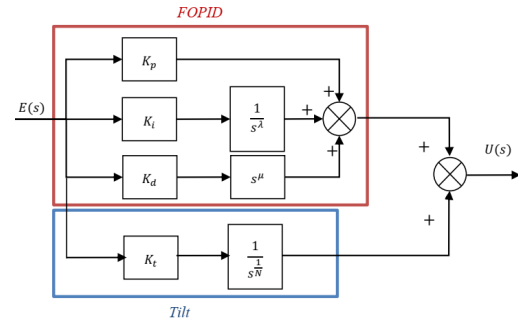 FOPID
K_p
+
E(s)
K_i
1/s^λ
+
+
K_d
s^μ
+
U(s)
+
K_t
1/s^(1/N)
Tilt